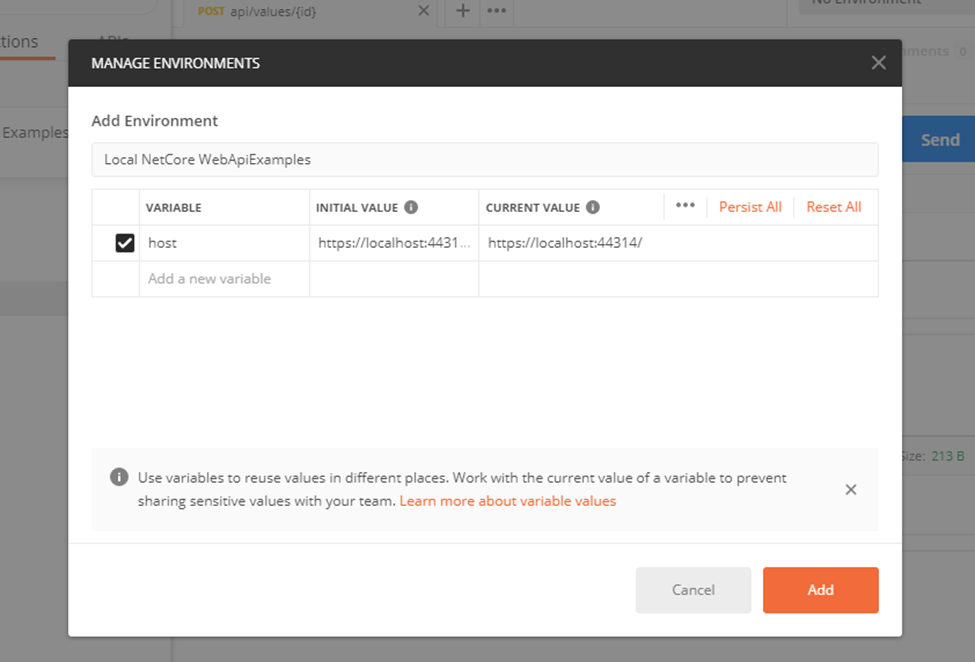 POST api/values/{id}
No Environment
tions
APIs
MANAGE ENVIRONMENTS
Add Environment
Local NetCore WebApiExamples
Examples
Send
VARIABLE INITIAL VALUE CURRENT VALUE ••• Persist All Reset All
host https://localhost:4431... https://localhost:44314/
Add a new variable
Use variables to reuse values in different places. Work with the current value of a variable to prevent
sharing sensitive values with your team. Learn more about variable values
Size: 213 B
Cancel Add